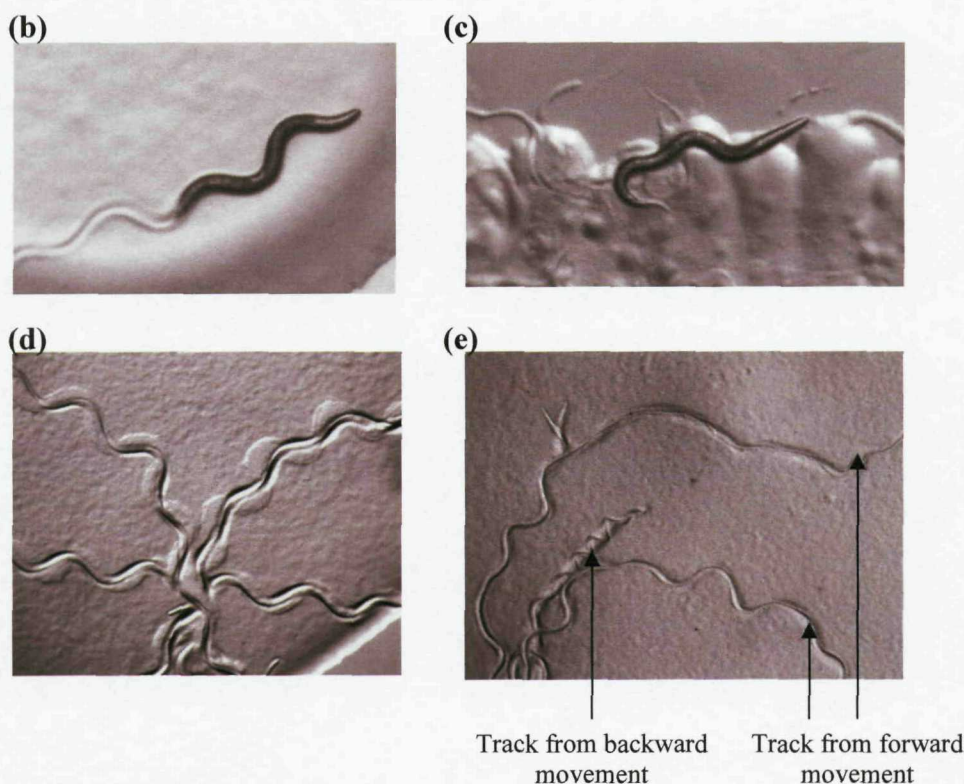 (b)
(c)
(d)
(e)
Track from backward
movement
Track from forward
movement